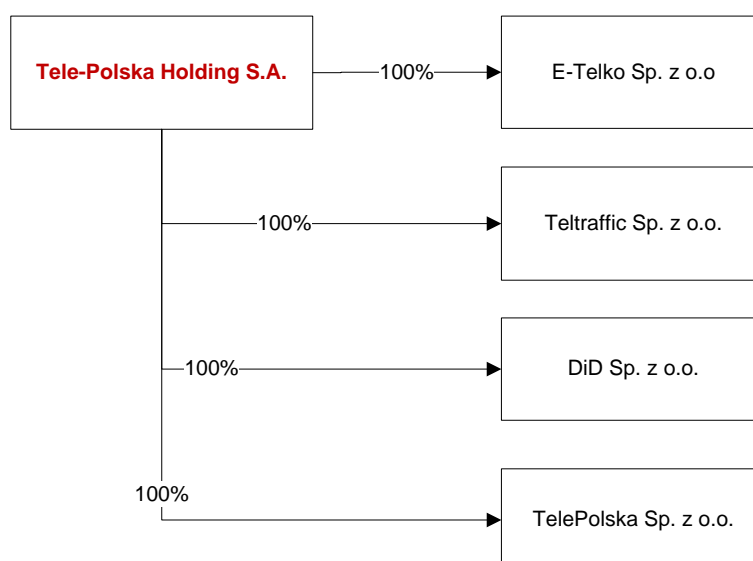 Tele-Polska Holding S.A.
100%
E-Telko Sp. z o.o
100%
Teltraffic Sp. z o.o.
100%
DiD Sp. z o.o.
100%
TelePolska Sp. z o.o.